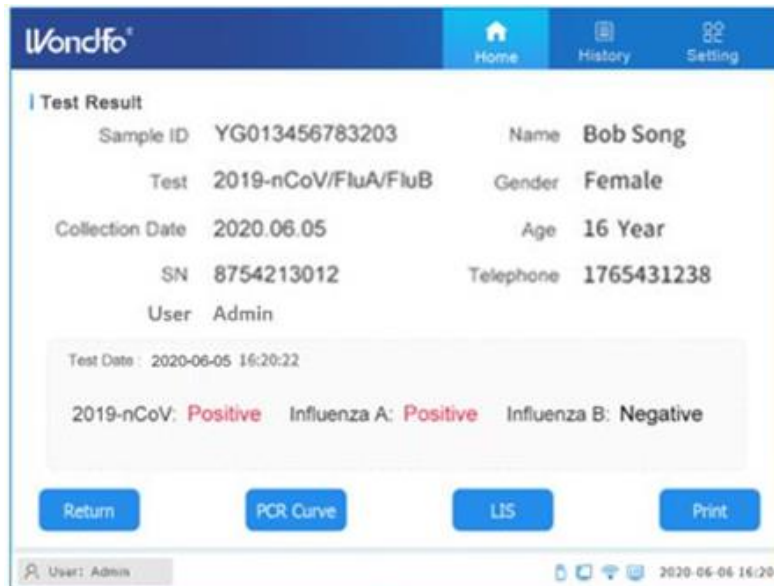 Wondfo®
Home History Setting
Test Result
Sample ID YG013456783203 Name Bob Song
Test 2019-nCoV/FluA/FluB Gender Female
Collection Date 2020.06.05 Age 16 Year
SN 8754213012 Telephone 1765431238
User Admin
Test Date : 2020-06-05 16:20:22
2019-nCoV: Positive Influenza A: Positive Influenza B: Negative
Return PCR Curve LIS Print
User: Admin 2020-06-06 16:20